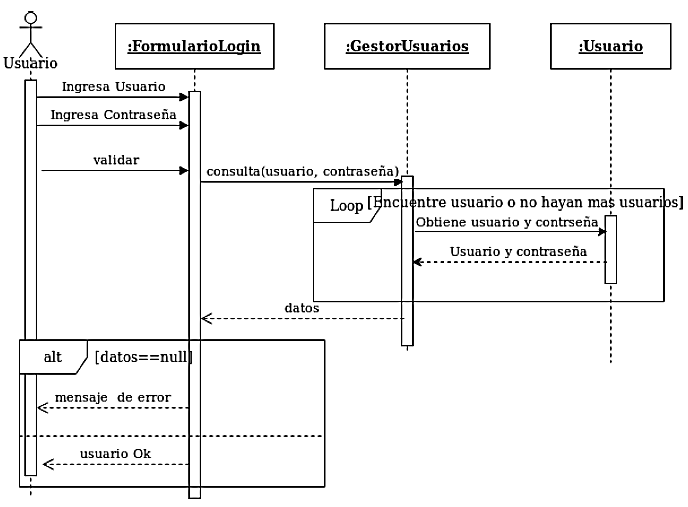 :FormularioLogin
:GestorUsuarios
:Usuario
Usuario
Ingresa Usuario
Ingresa Contraseña
validar
consulta(usuario, contraseña)
Loop
[Encuentre usuario o no hayan mas usuarios]
Obtiene usuario y contrseña
Usuario y contraseña
datos
alt
[datos==null]
mensaje de error
usuario Ok